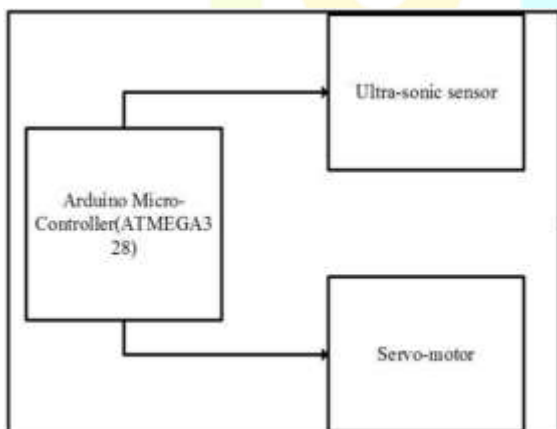 Ultra-sonic sensor
Arduino Micro-
Controller(ATMEGA3
28)
Servo-motor